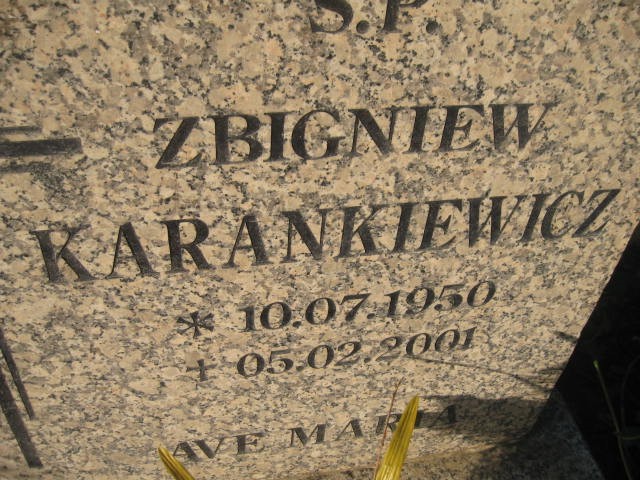 Ś.P.
ZBIGNIEW
KARANKIEWICZ
* 10.07.1950
+ 05.02.2001
AVE MARIA